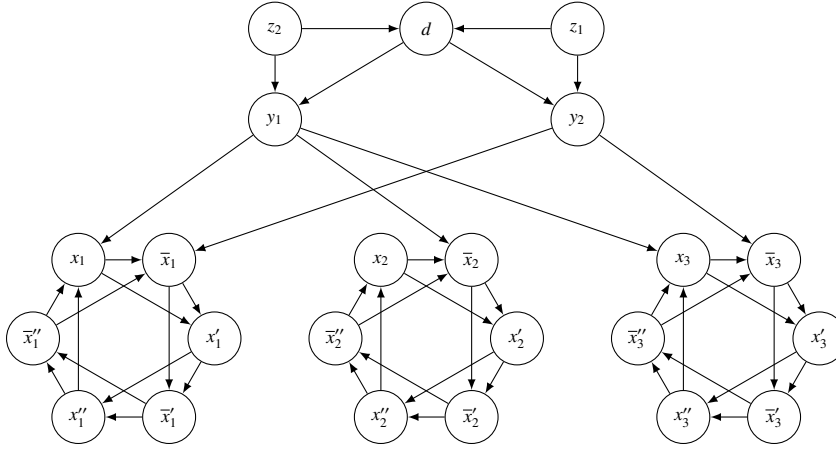 z₂ d z₁
y₁ y₂
x₁ x̅₁ x₂ x̅₂ x₃ x̅₃
x̅₁″ x₁′ x̅₂″ x₂′ x̅₃″ x₃′
x₁″ x̅₁′ x₂″ x̅₂′ x₃″ x̅₃′